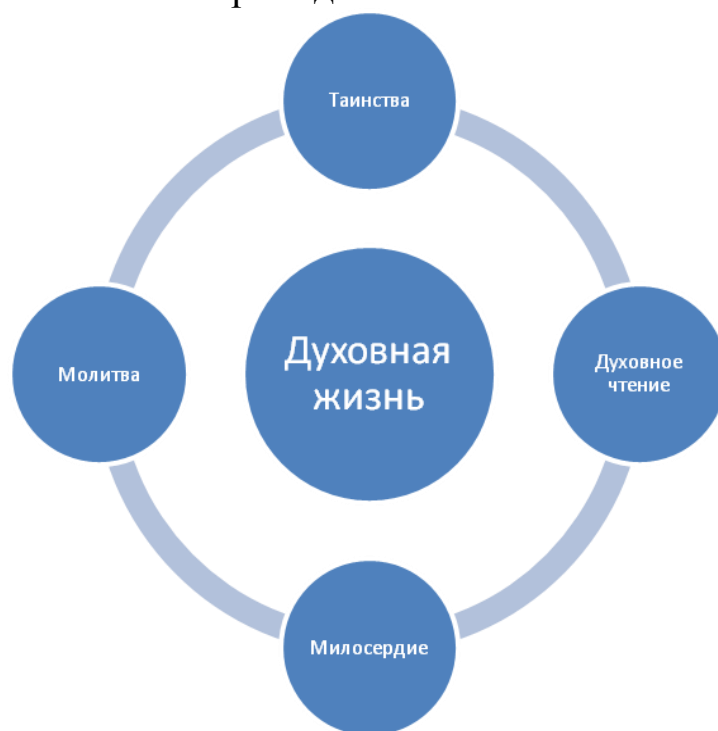 Таинства
Духовная
жизнь
Молитва
Духовное
чтение
Милосердие